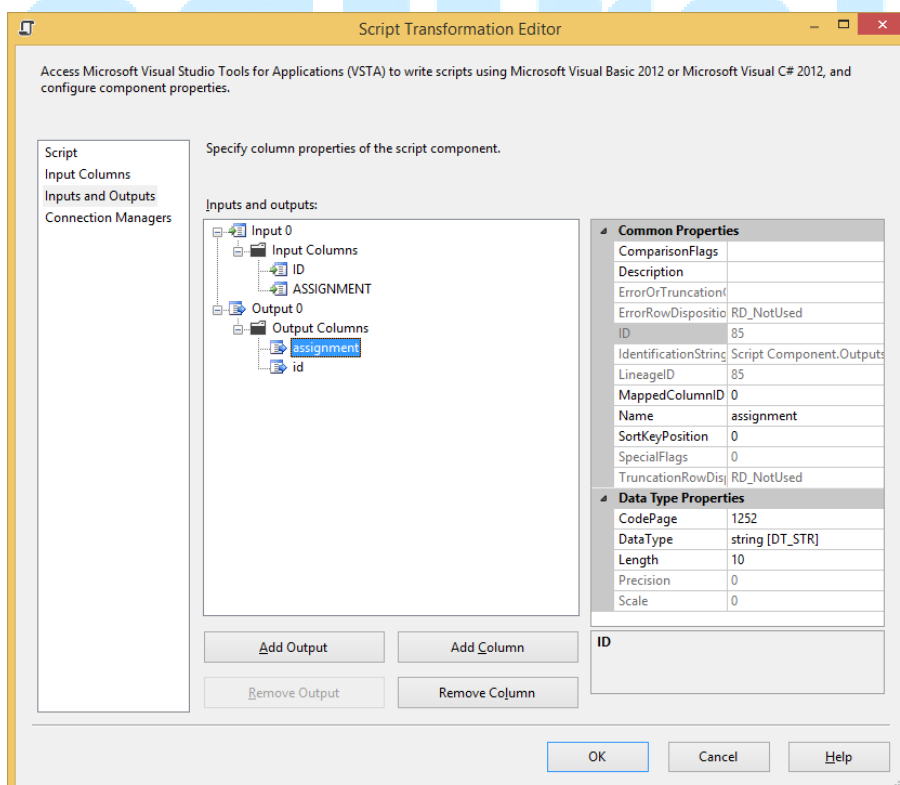 Script Transformation Editor
Access Microsoft Visual Studio Tools for Applications (VSTA) to write scripts using Microsoft Visual Basic 2012 or Microsoft Visual C# 2012, and
configure component properties.
Script
Input Columns
Inputs and Outputs
Connection Managers
Specify column properties of the script component.
Inputs and outputs:
Input 0
Input Columns
ID
ASSIGNMENT
Output 0
Output Columns
assignment
id
Common Properties
ComparisonFlags
Description
ErrorOrTruncation(
ErrorRowDispositio RD_NotUsed
ID 85
IdentificationString Script Component.Outputs
LineageID 85
MappedColumnID 0
Name assignment
SortKeyPosition 0
SpecialFlags 0
TruncationRowDisp RD_NotUsed
Data Type Properties
CodePage 1252
DataType string [DT_STR]
Length 10
Precision 0
Scale 0
ID
Add Output
Add Column
Remove Output
Remove Column
OK
Cancel
Help